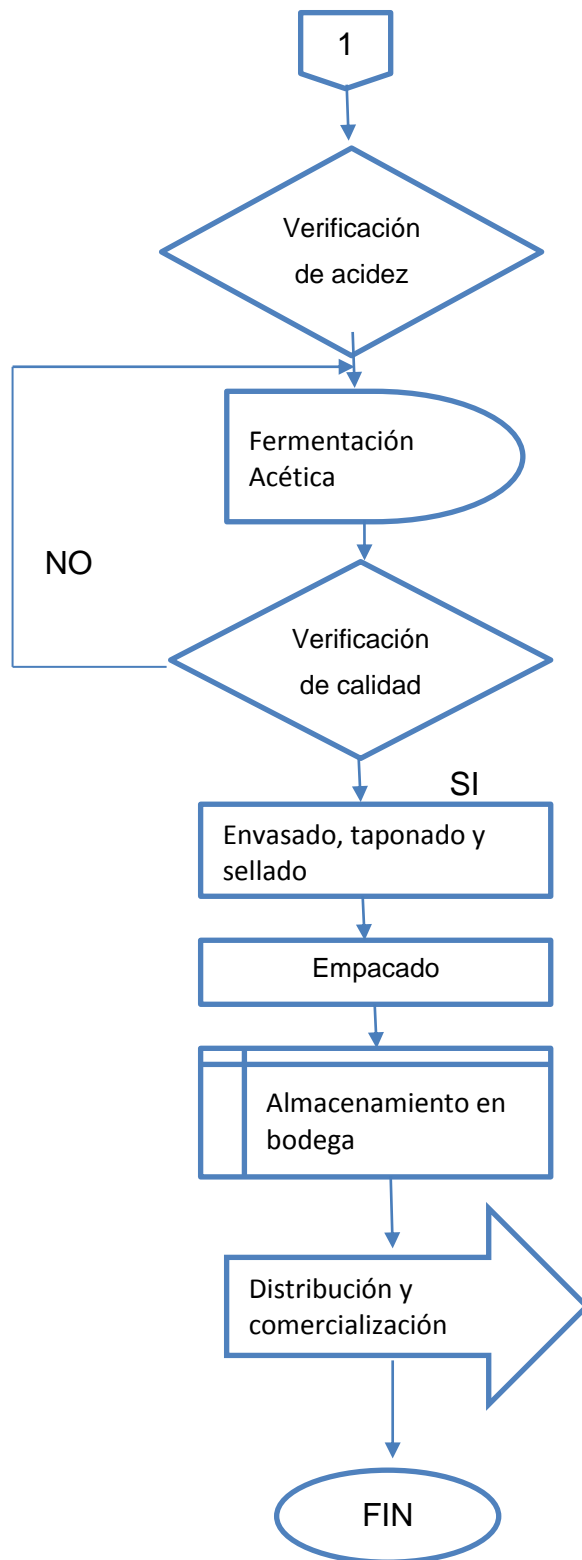 1
Verificación
de acidez
Fermentación
Acética
NO
Verificación
de calidad
SI
Envasado, taponado y
sellado
Empacado
Almacenamiento en
bodega
Distribución y
comercialización
FIN